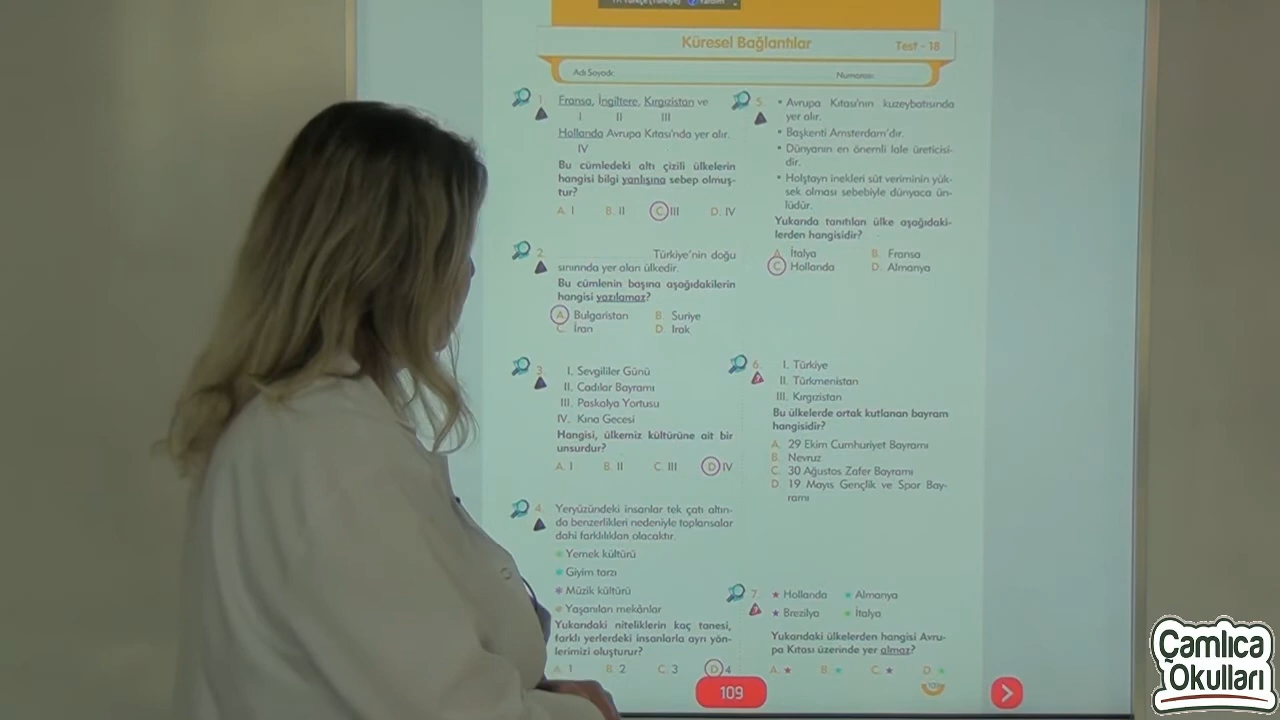 Türkçe (Türkiye) Yardım
Küresel Bağlantılar
Test - 18
Adı Soyadı:
Numarası:
1. Fransa, İngiltere, Kırgızistan ve
I II III
Hollanda Avrupa Kıtası'nda yer alır.
IV
Bu cümledeki altı çizili ülkelerin
hangisi bilgi yanlışına sebep olmuş-
tur?
A. I B. II C. III D. IV
2. Türkiye'nin doğu
sınırında yer alan ülkedir.
Bu cümlenin başına aşağıdakilerin
hangisi yazılamaz?
A. Bulgaristan B. Suriye
C. İran D. Irak
3. I. Sevgililer Günü
II. Cadılar Bayramı
III. Paskalya Yortusu
IV. Kına Gecesi
Hangisi, ülkemiz kültürüne ait bir
unsurdur?
A. I B. II C. III D. IV
4. Yeryüzündeki insanlar tek çatı altın-
da benzerlikleri nedeniyle toplansalar
dahi farklılıkları olacaktır.
Yemek kültürü
Giyim tarzı
Müzik kültürü
Yaşanılan mekânlar
Yukarıdaki niteliklerin kaç tanesi,
farklı yerlerdeki insanlarla ayrı yön-
lerimizi oluşturur?
A. 1 B. 2 C. 3 D. 4
5. • Avrupa Kıtası'nın kuzeybatısında
yer alır.
• Başkenti Amsterdam'dır.
• Dünyanın en önemli lale üreticisi-
dir.
• Holştayn inekleri süt veriminin yük-
sek olması sebebiyle dünyaca ün-
lüdür.
Yukarıda tanıtılan ülke aşağıdaki-
lerden hangisidir?
A. İtalya B. Fransa
C. Hollanda D. Almanya
6. I. Türkiye
II. Türkmenistan
III. Kırgızistan
Bu ülkelerde ortak kutlanan bayram
hangisidir?
A. 29 Ekim Cumhuriyet Bayramı
B. Nevruz
C. 30 Ağustos Zafer Bayramı
D. 19 Mayıs Gençlik ve Spor Bay-
ramı
7. ★ Hollanda ★ Almanya
★ Brezilya ★ İtalya
Yukarıdaki ülkelerden hangisi Avru-
pa Kıtası üzerinde yer almaz?
A. ★ B. ★ C. ★ D. ★
109
Çamlıca
Okulları